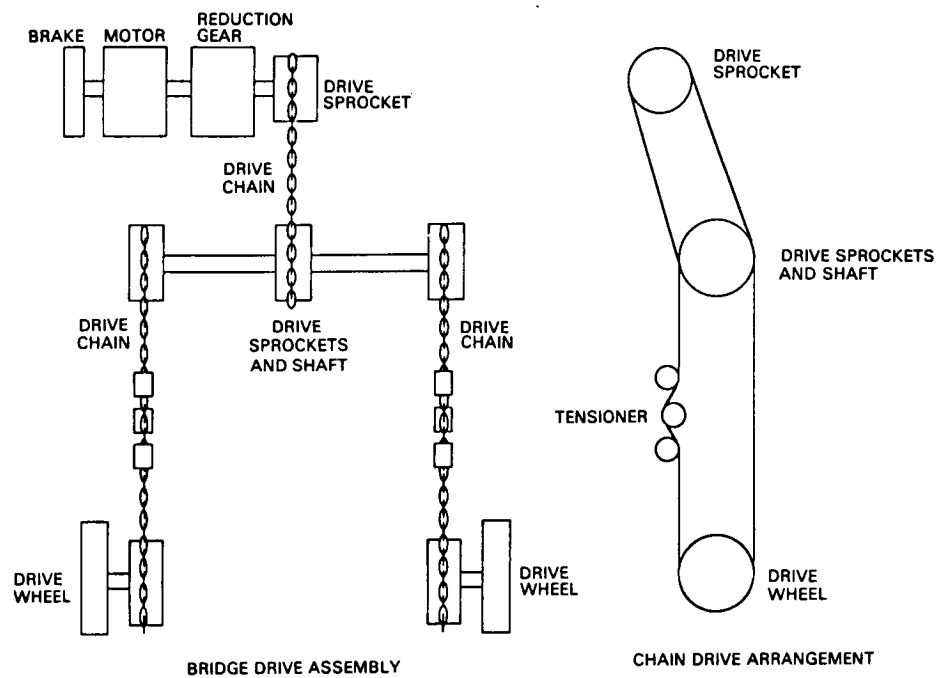 BRAKE
MOTOR
REDUCTION
GEAR
DRIVE
SPROCKET
DRIVE
CHAIN
DRIVE
CHAIN
DRIVE
SPROCKETS
AND SHAFT
DRIVE
CHAIN
DRIVE
WHEEL
DRIVE
WHEEL
BRIDGE DRIVE ASSEMBLY
DRIVE
SPROCKET
DRIVE SPROCKETS
AND SHAFT
TENSIONER
DRIVE
WHEEL
CHAIN DRIVE ARRANGEMENT